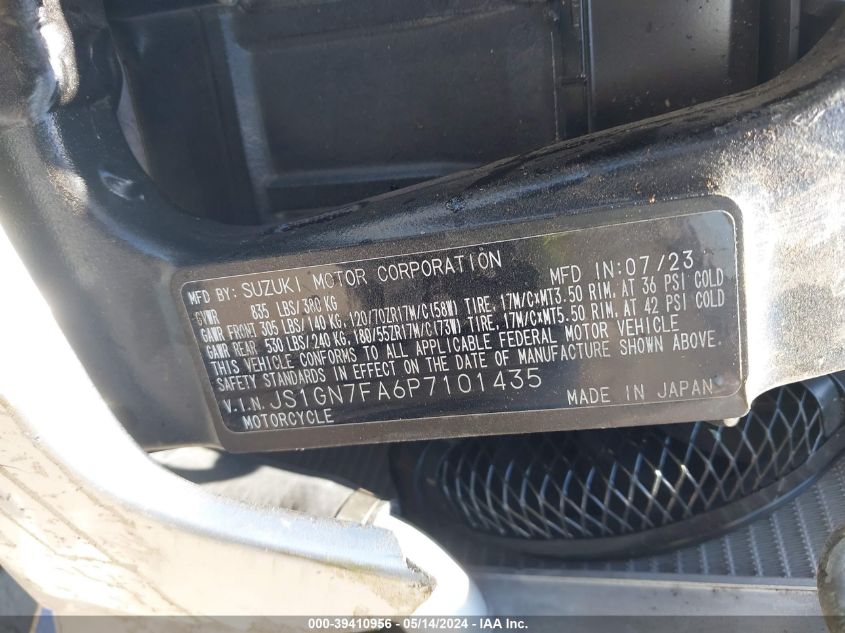 MFD BY: SUZUKI MOTOR CORPORATION MFD IN: 07/23
GVWR 835 LBS/380 KG
GAWR FRONT 305 LBS/140 KG, 120/70ZR17M/C(58W) TIRE, 17M/CxMT3.50 RIM, AT 36 PSI COLD
GAWR REAR 530 LBS/240 KG, 180/55ZR17M/C(73W) TIRE, 17M/CxMT5.50 RIM, AT 42 PSI COLD
THIS VEHICLE CONFORMS TO ALL APPLICABLE FEDERAL MOTOR VEHICLE
SAFETY STANDARDS IN EFFECT ON THE DATE OF MANUFACTURE SHOWN ABOVE.
V.I.N. JS1GN7FA6P7101435 MADE IN JAPAN
MOTORCYCLE
000-39410956 - 05/14/2024 - IAA Inc.